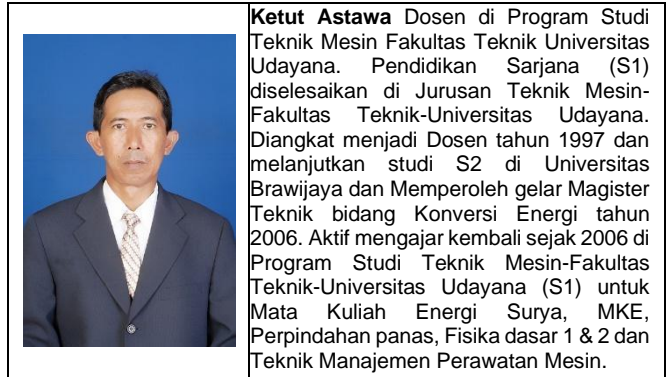 Ketut Astawa Dosen di Program Studi
Teknik Mesin Fakultas Teknik Universitas
Udayana. Pendidikan Sarjana (S1)
diselesaikan di Jurusan Teknik Mesin-
Fakultas Teknik-Universitas Udayana.
Diangkat menjadi Dosen tahun 1997 dan
melanjutkan studi S2 di Universitas
Brawijaya dan Memperoleh gelar Magister
Teknik bidang Konversi Energi tahun
2006. Aktif mengajar kembali sejak 2006 di
Program Studi Teknik Mesin-Fakultas
Teknik-Universitas Udayana (S1) untuk
Mata Kuliah Energi Surya, MKE,
Perpindahan panas, Fisika dasar 1 & 2 dan
Teknik Manajemen Perawatan Mesin.